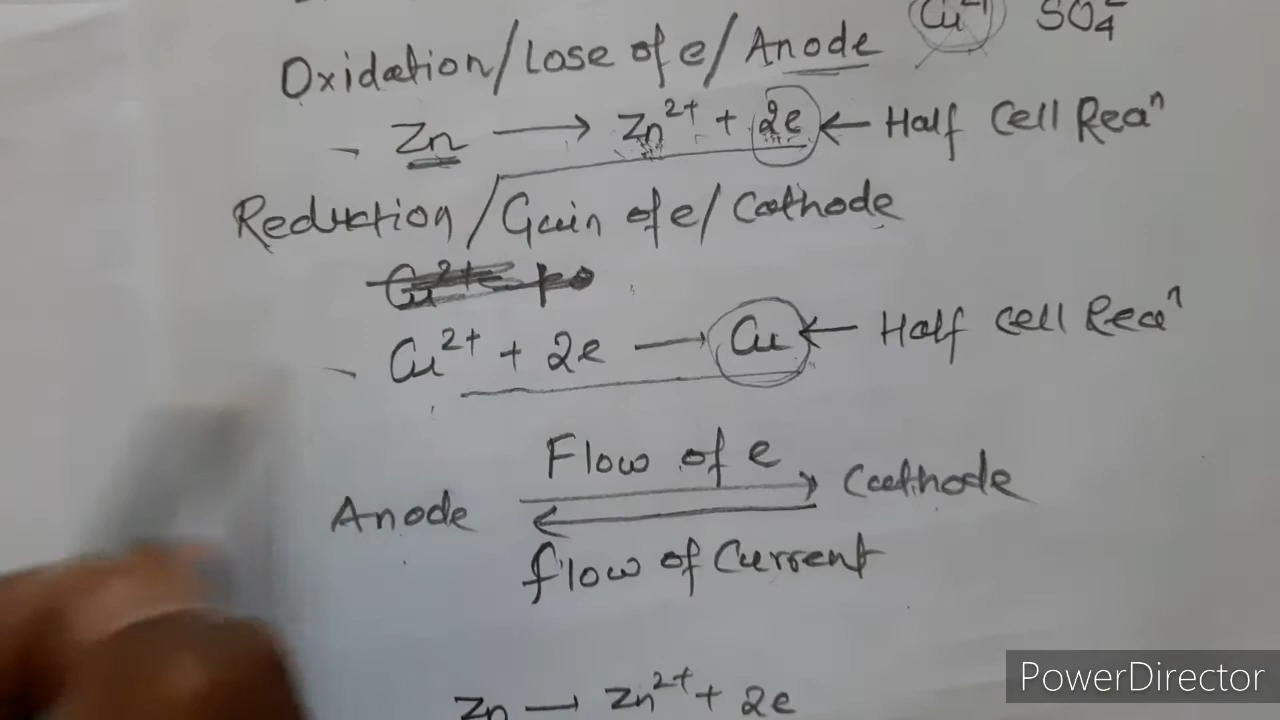 Cu²⁺ SO₄²⁻
Oxidation/Lose of e/Anode
- Zn → Zn²⁺ + 2e ← Half Cell Reaⁿ
Reduction/Gain of e/Cathode
- Cu²⁺ + 2e → Cu ← Half cell Reaⁿ
Flow of e
Anode Cathode
flow of Current
Zn → Zn²⁺ + 2e
PowerDirector